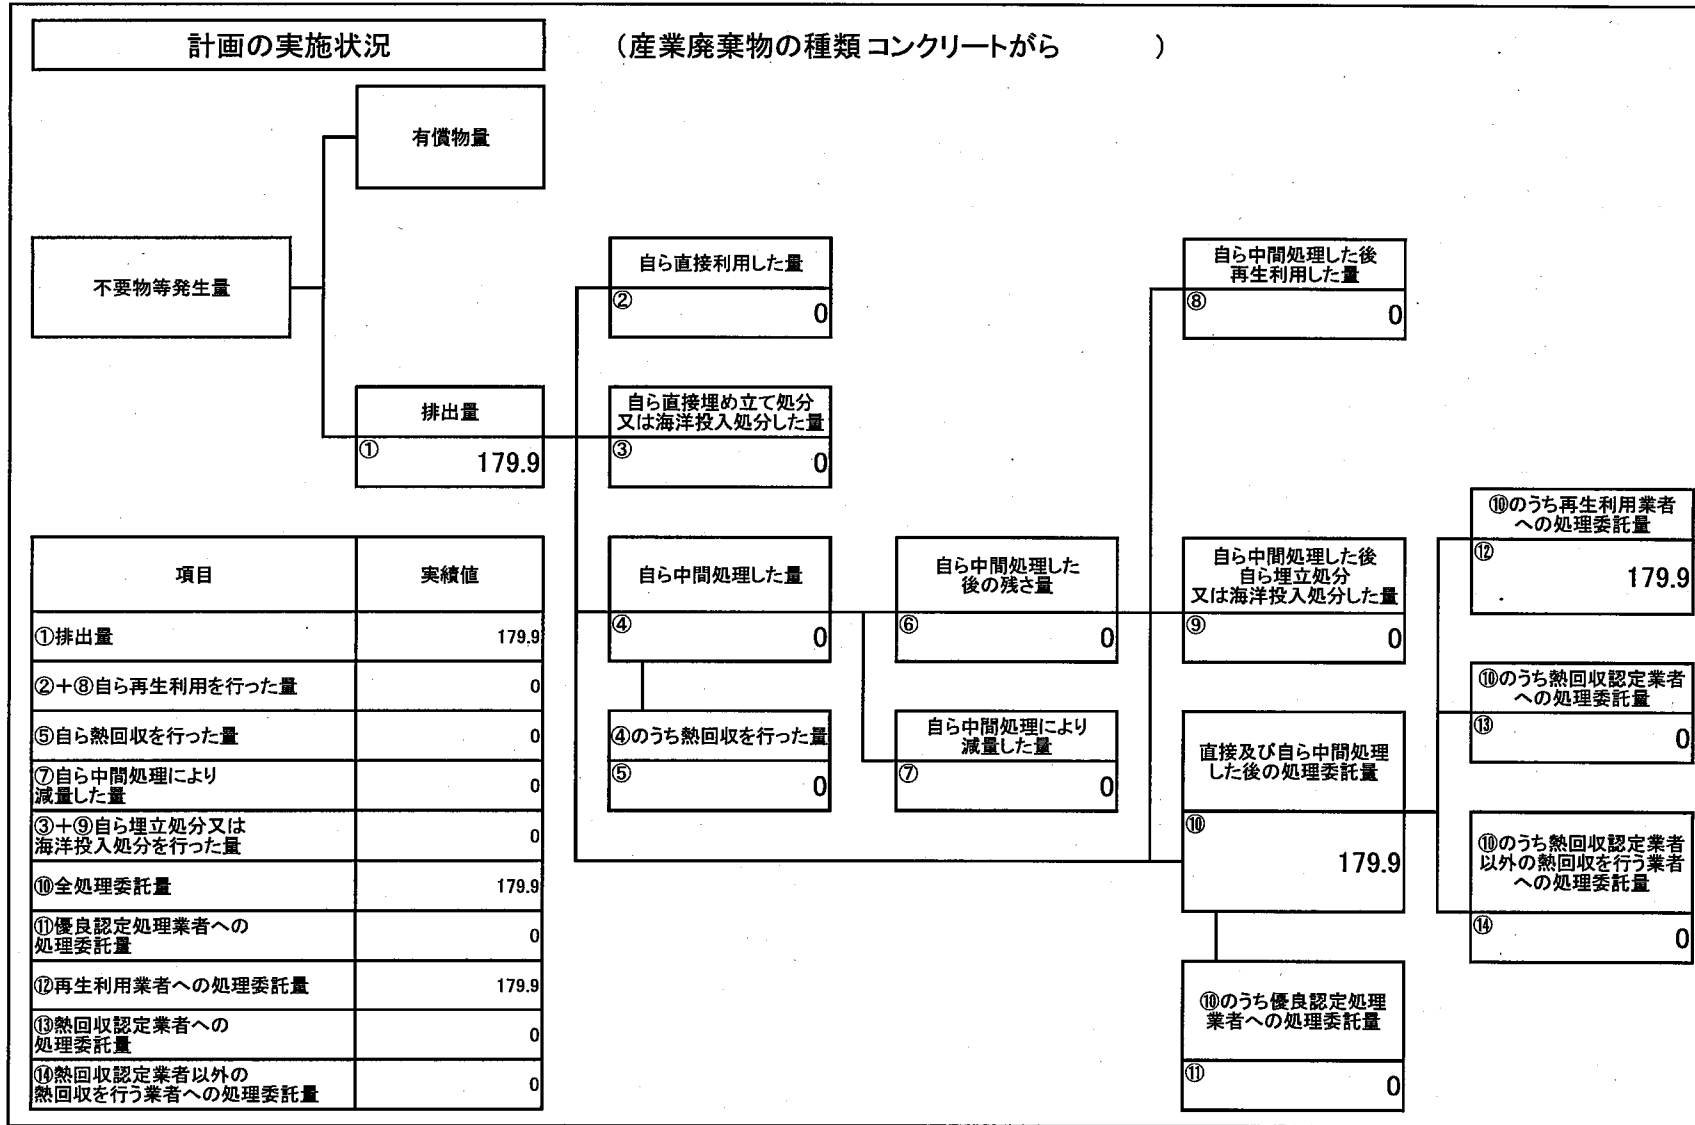 計画の実施状況
（産業廃棄物の種類 コンクリートがら　　　）
有償物量
不要物等発生量
排出量
① 179.9
自ら直接利用した量
② 0
自ら直接埋め立て処分
又は海洋投入処分した量
③ 0
自ら中間処理した量
④ 0
④のうち熱回収を行った量
⑤ 0
自ら中間処理した
後の残さ量
⑥ 0
自ら中間処理により
減量した量
⑦ 0
自ら中間処理した後
再生利用した量
⑧ 0
自ら中間処理した後
自ら埋立処分
又は海洋投入処分した量
⑨ 0
直接及び自ら中間処理
した後の処理委託量
⑩
179.9
⑩のうち優良認定処理
業者への処理委託量
⑪ 0
⑩のうち再生利用業者
への処理委託量
⑫
179.9
⑩のうち熱回収認定業者
への処理委託量
⑬ 0
⑩のうち熱回収認定業者
以外の熱回収を行う業者
への処理委託量
⑭ 0
項目 実績値
①排出量 179.9
②＋⑧自ら再生利用を行った量 0
⑤自ら熱回収を行った量 0
⑦自ら中間処理により
減量した量 0
③＋⑨自ら埋立処分又は
海洋投入処分を行った量 0
⑩全処理委託量 179.9
⑪優良認定処理業者への
処理委託量 0
⑫再生利用業者への処理委託量 179.9
⑬熱回収認定業者への
処理委託量 0
⑭熱回収認定業者以外の
熱回収を行う業者への処理委託量 0